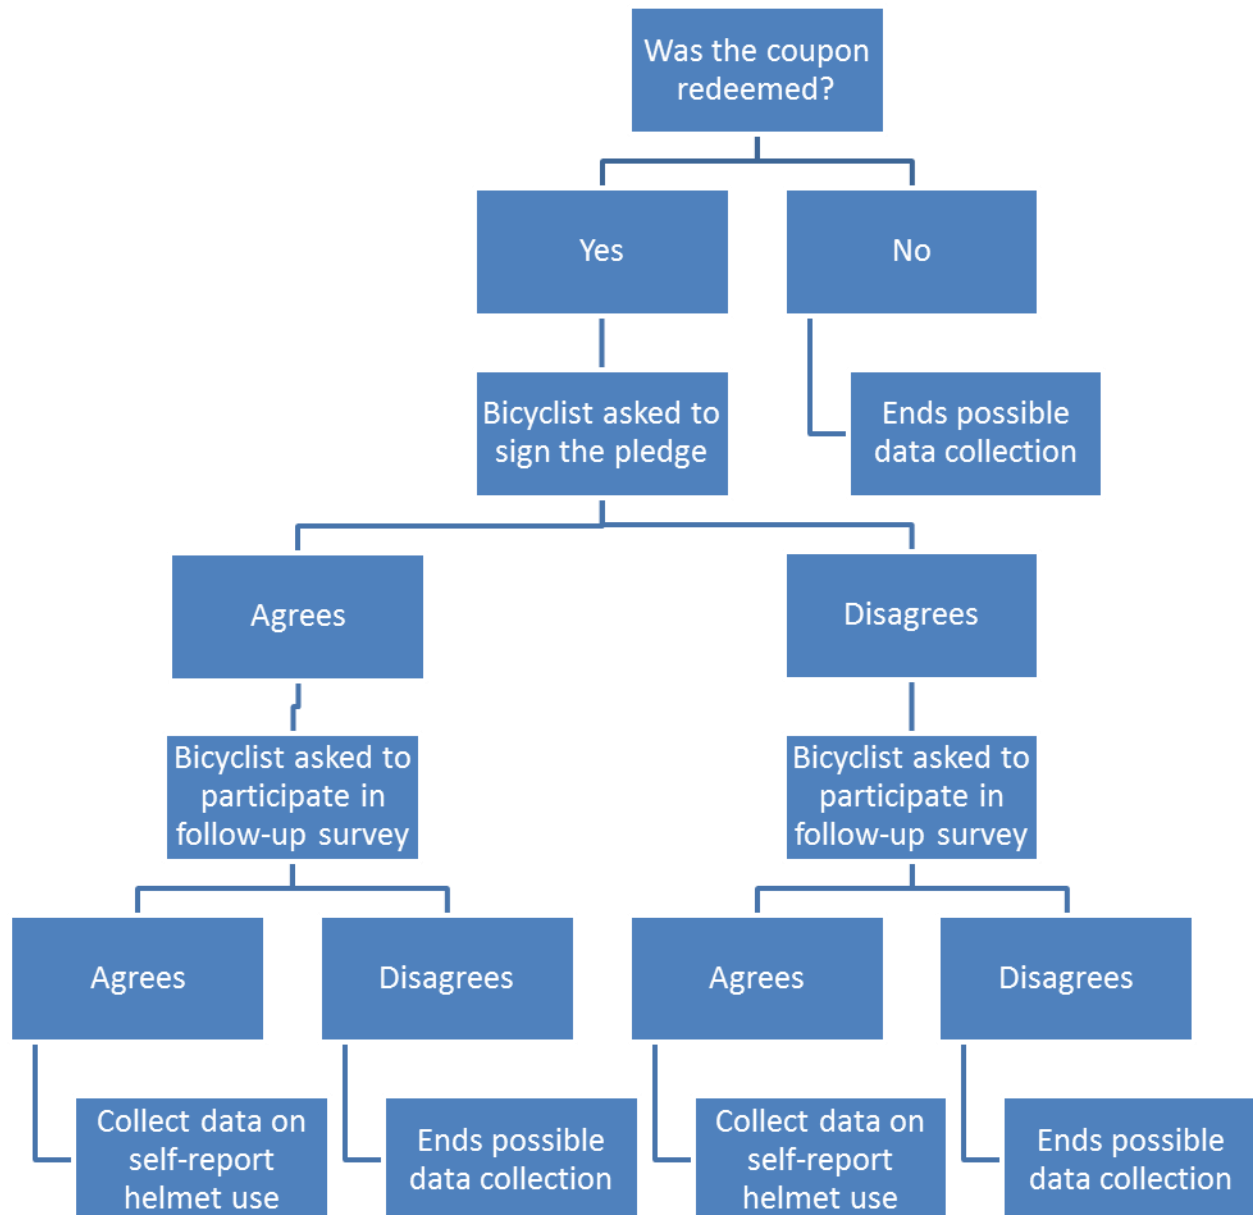 Was the coupon
redeemed?
Yes
No
Bicyclist asked to
sign the pledge
Ends possible
data collection
Agrees
Disagrees
Bicyclist asked to
participate in
follow-up survey
Bicyclist asked to
participate in
follow-up survey
Agrees
Disagrees
Agrees
Disagrees
Collect data on
self-report
helmet use
Ends possible
data collection
Collect data on
self-report
helmet use
Ends possible
data collection